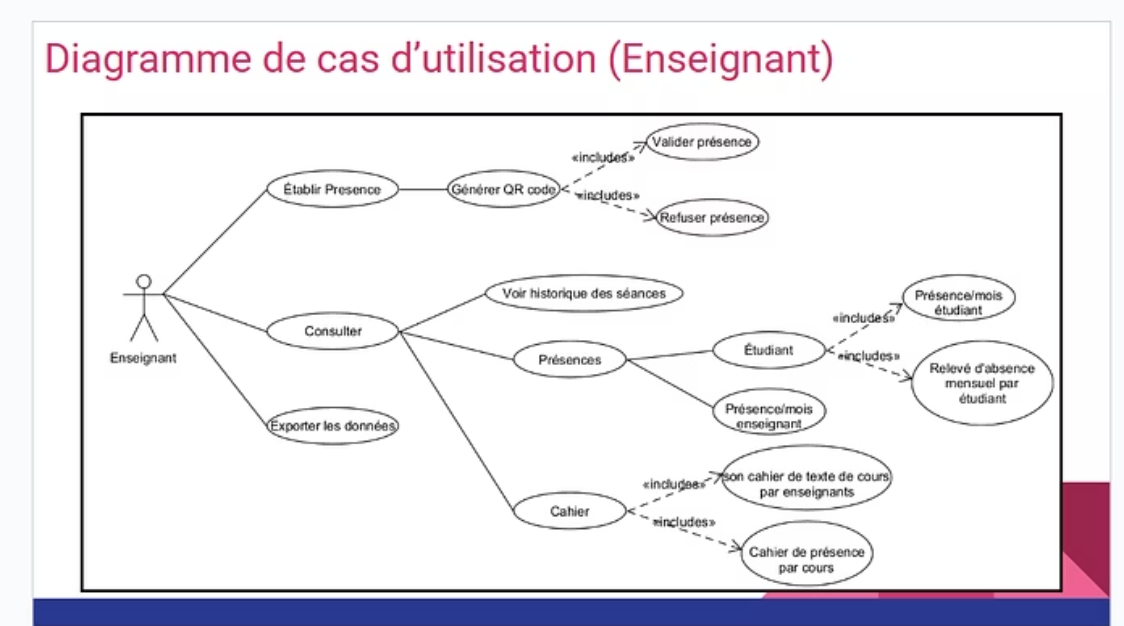 Diagramme de cas d'utilisation (Enseignant)
Valider présence
«includes»
Établir Presence
Générer QR code
«includes»
Refuser présence
Voir historique des séances
Présence/mois
étudiant
«includes»
Consulter
Étudiant
Présences
«includes»
Enseignant
Relevé d'absence
mensuel par
étudiant
Présence/mois
enseignant
Exporter les données
«includes»
son cahier de texte de cours
par enseignants
Cahier
«includes»
Cahier de présence
par cours